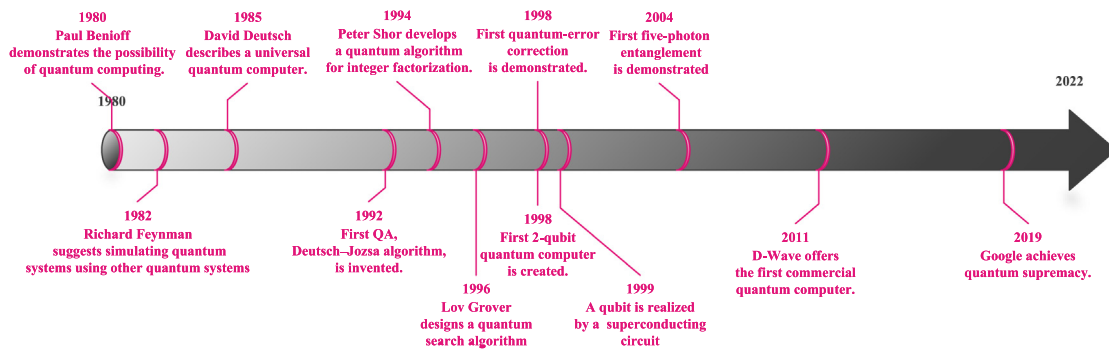 1980
Paul Benioff
demonstrates the possibility
of quantum computing.
1985
David Deutsch
describes a universal
quantum computer.
1994
Peter Shor develops
a quantum algorithm
for integer factorization.
1998
First quantum-error
correction
is demonstrated.
2004
First five-photon
entanglement
is demonstrated
1980
2022
1982
Richard Feynman
suggests simulating quantum
systems using other quantum systems
1992
First QA,
Deutsch–Jozsa algorithm,
is invented.
1996
Lov Grover
designs a quantum
search algorithm
1998
First 2-qubit
quantum computer
is created.
1999
A qubit is realized
by a superconducting
circuit
2011
D-Wave offers
the first commercial
quantum computer.
2019
Google achieves
quantum supremacy.